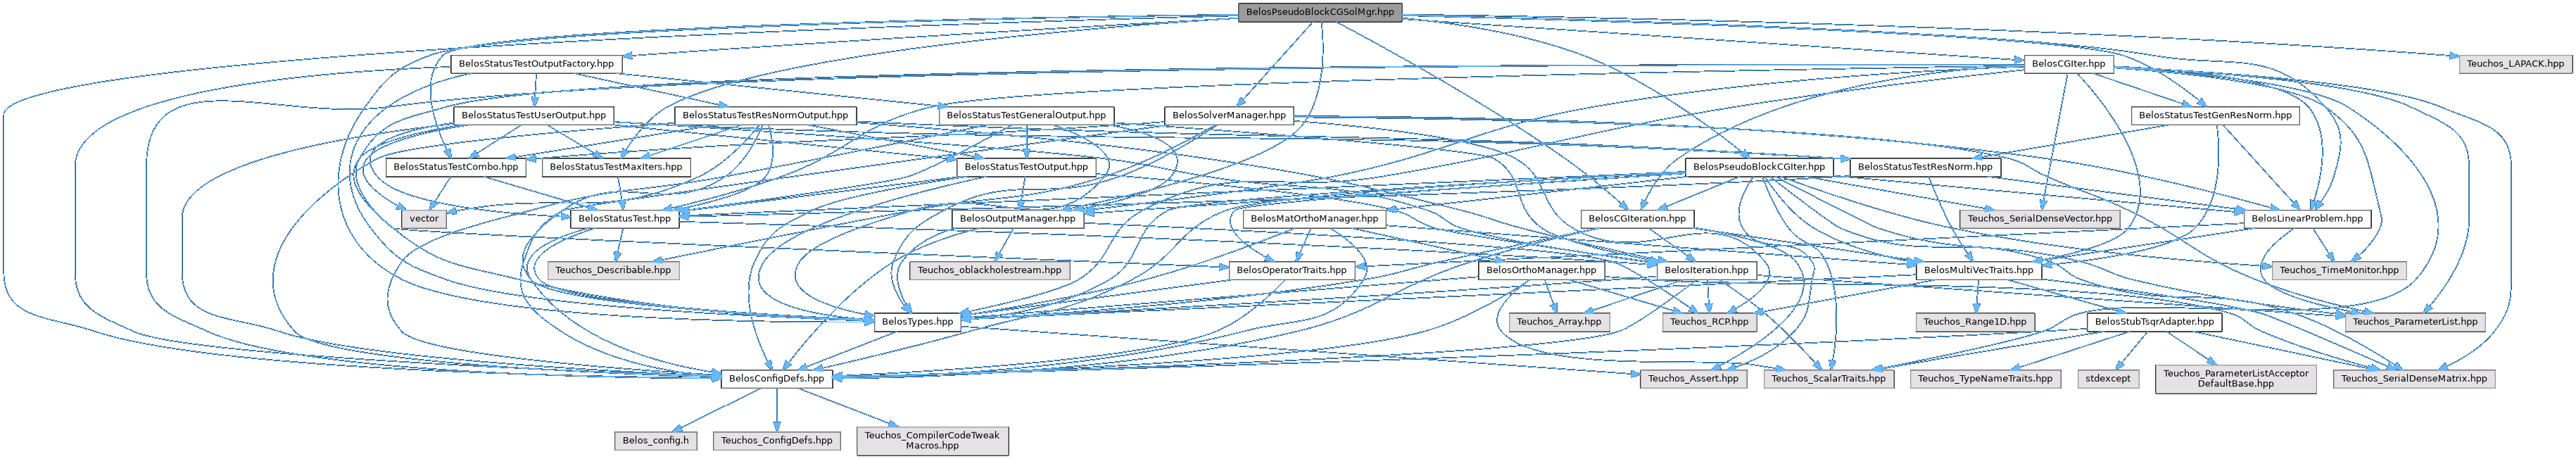 BelosPseudoBlockCGSolMgr.hpp
BelosStatusTestOutputFactory.hpp
BelosCGIter.hpp
Teuchos_LAPACK.hpp
BelosStatusTestUserOutput.hpp
BelosStatusTestResNormOutput.hpp
BelosStatusTestGeneralOutput.hpp
BelosSolverManager.hpp
BelosStatusTestGenResNorm.hpp
BelosStatusTestCombo.hpp
BelosStatusTestMaxIters.hpp
BelosStatusTestOutput.hpp
BelosPseudoBlockCGIter.hpp
BelosStatusTestResNorm.hpp
vector
BelosStatusTest.hpp
BelosOutputManager.hpp
BelosMatOrthoManager.hpp
BelosCGIteration.hpp
Teuchos_SerialDenseVector.hpp
BelosLinearProblem.hpp
Teuchos_Describable.hpp
Teuchos_oblackholestream.hpp
BelosOperatorTraits.hpp
BelosOrthoManager.hpp
BelosIteration.hpp
BelosMultiVecTraits.hpp
Teuchos_TimeMonitor.hpp
BelosTypes.hpp
Teuchos_Array.hpp
Teuchos_RCP.hpp
Teuchos_Range1D.hpp
BelosStubTsqrAdapter.hpp
Teuchos_ParameterList.hpp
BelosConfigDefs.hpp
Teuchos_Assert.hpp
Teuchos_ScalarTraits.hpp
Teuchos_TypeNameTraits.hpp
stdexcept
Teuchos_ParameterListAcceptor
DefaultBase.hpp
Teuchos_SerialDenseMatrix.hpp
Belos_config.h
Teuchos_ConfigDefs.hpp
Teuchos_CompilerCodeTweak
Macros.hpp